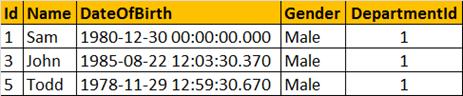 Id Name DateOfBirth Gender DepartmentId
1 Sam 1980-12-30 00:00:00.000 Male 1
3 John 1985-08-22 12:03:30.370 Male 1
5 Todd 1978-11-29 12:59:30.670 Male 1